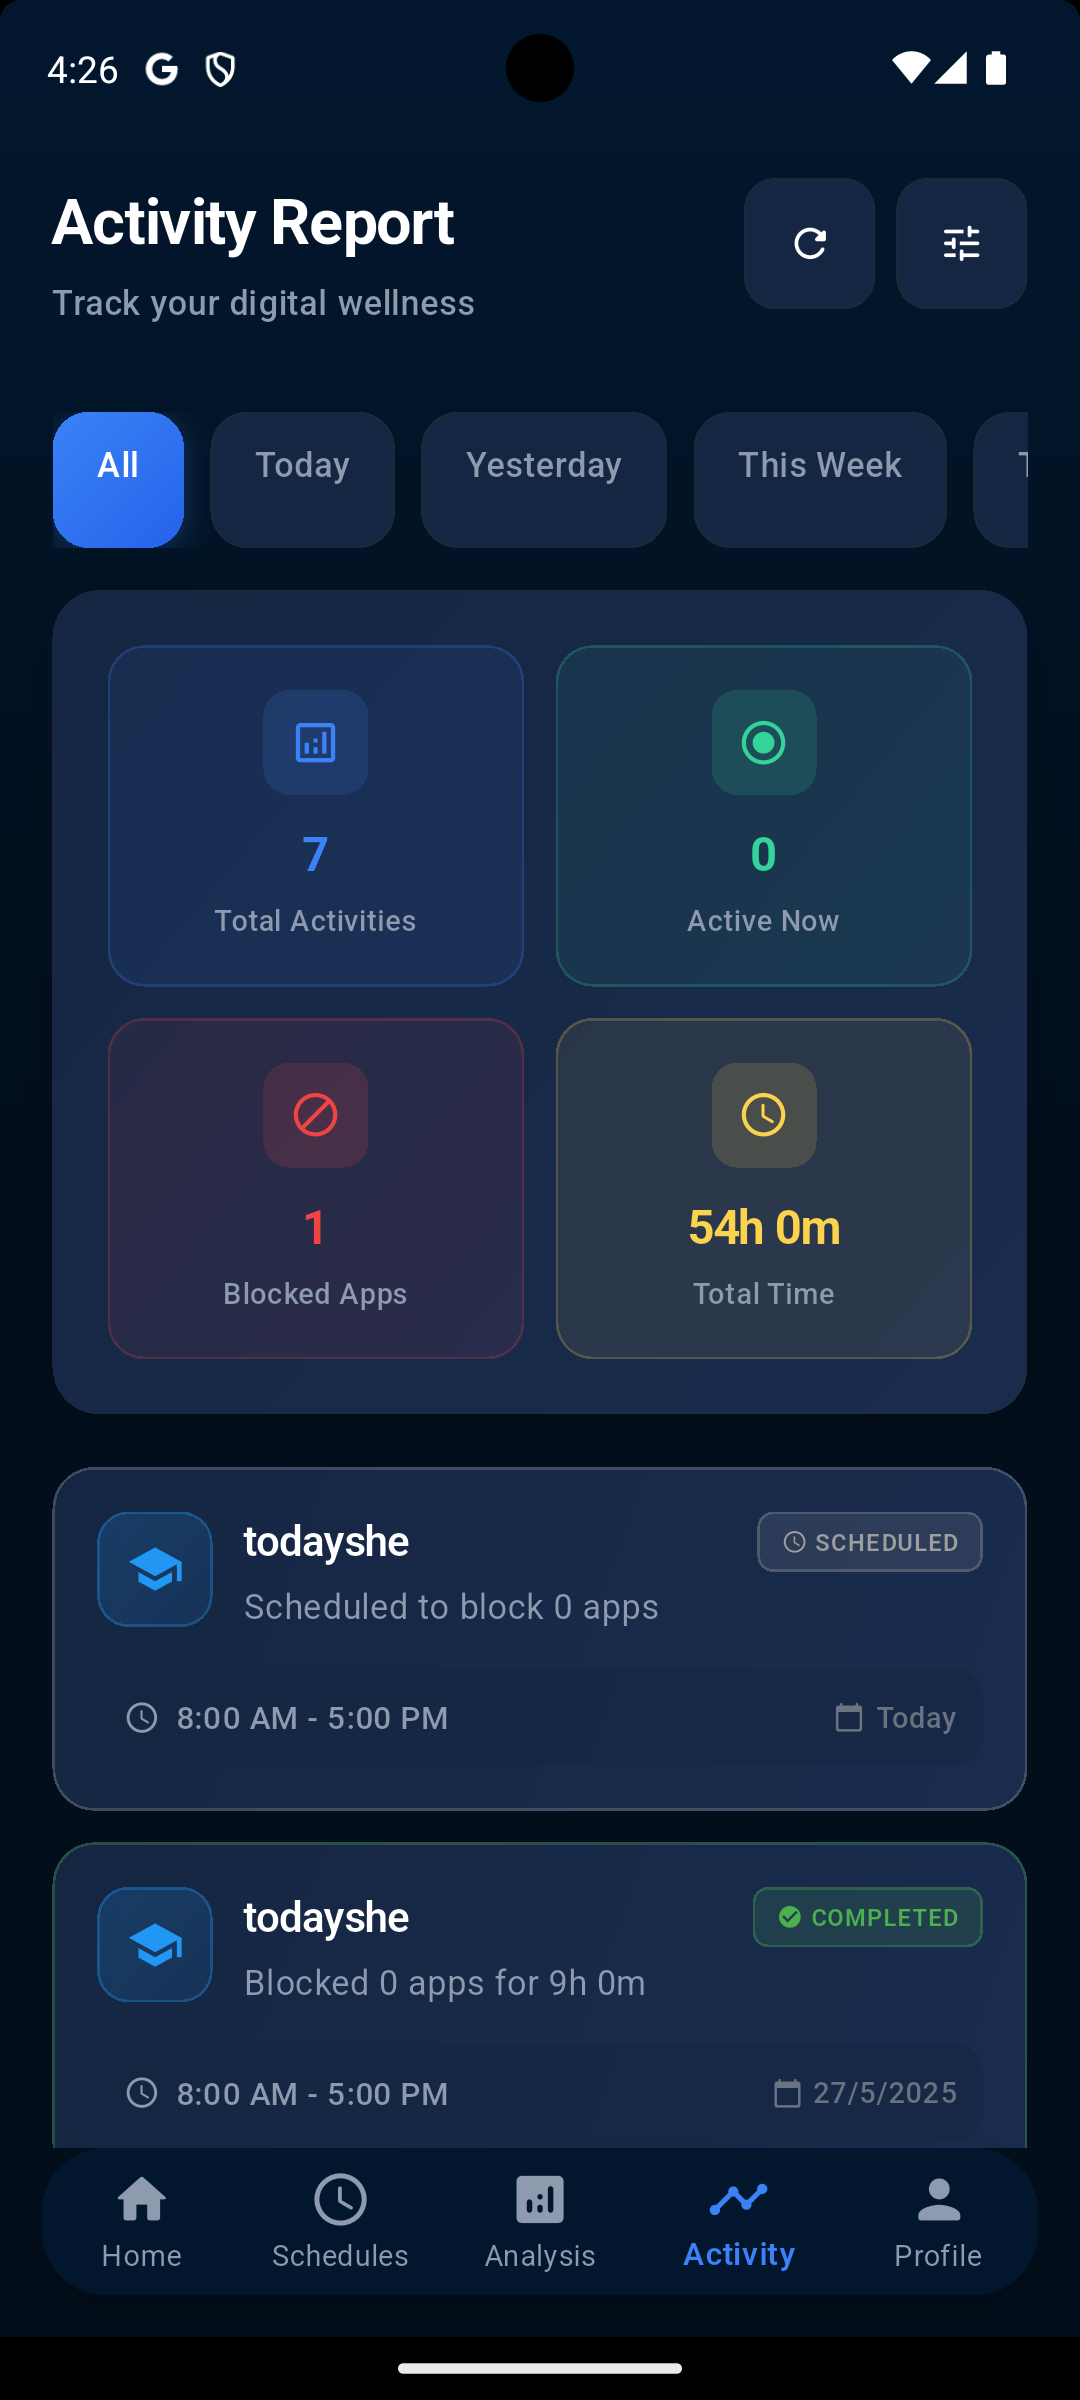 4:26
Activity Report
Track your digital wellness
All
Today
Yesterday
This Week
7
Total Activities
0
Active Now
1
Blocked Apps
54h 0m
Total Time
todayshe
SCHEDULED
Scheduled to block 0 apps
8:00 AM - 5:00 PM
Today
todayshe
COMPLETED
Blocked 0 apps for 9h 0m
8:00 AM - 5:00 PM
27/5/2025
Home
Schedules
Analysis
Activity
Profile